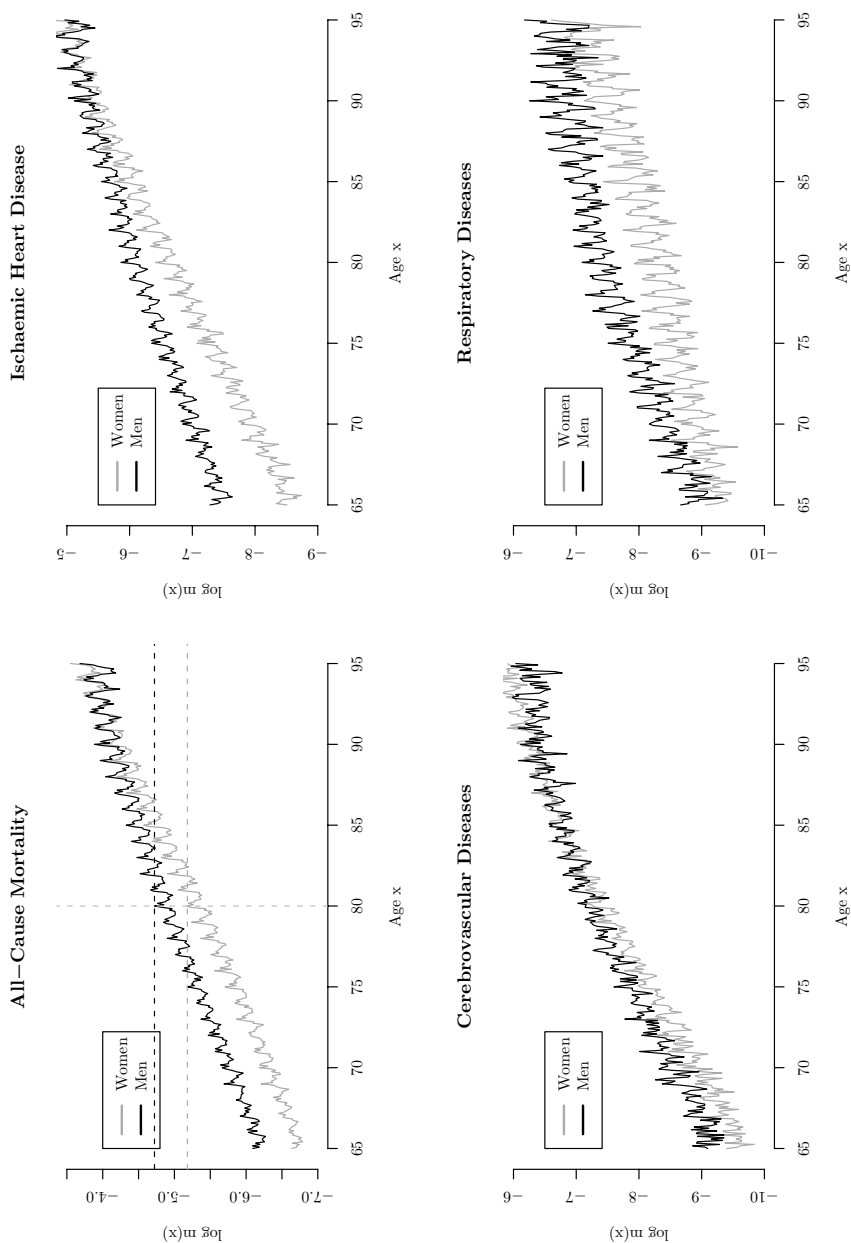 All−Cause Mortality
log m(x)
−4.0
−5.0
−6.0
−7.0
Women
Men
65 70 75 80 85 90 95
Age x
Ischaemic Heart Disease
log m(x)
−5
−6
−7
−8
−9
Women
Men
65 70 75 80 85 90 95
Age x
Cerebrovascular Diseases
log m(x)
−6
−7
−8
−9
−10
Women
Men
65 70 75 80 85 90 95
Age x
Respiratory Diseases
log m(x)
−6
−7
−8
−9
−10
Women
Men
65 70 75 80 85 90 95
Age x